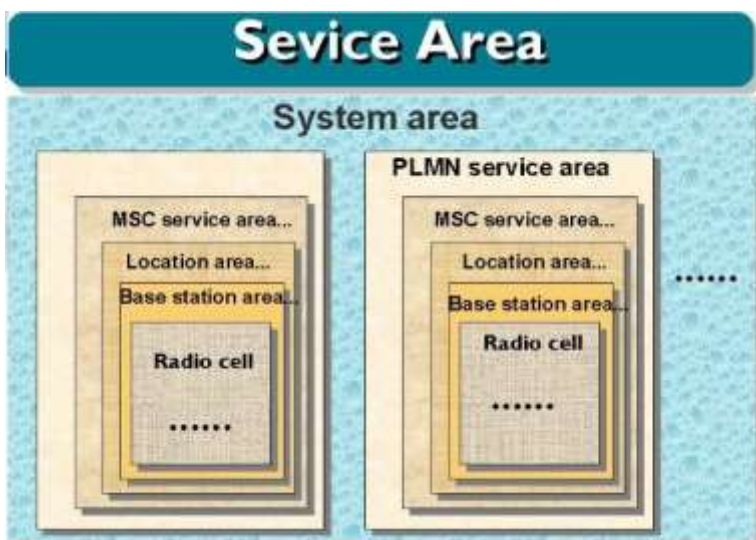 Sevice Area
System area
MSC service area...
Location area...
Base station area...
Radio cell
......
PLMN service area
MSC service area...
Location area...
Base station area...
Radio cell
......
......